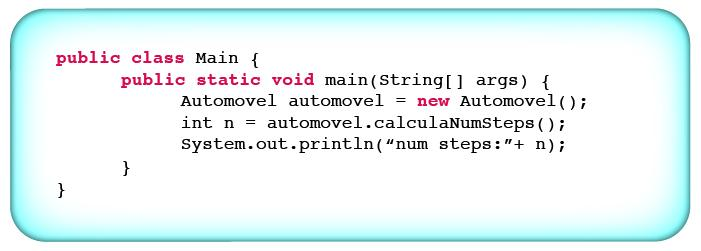 public class Main {
public static void main(String[] args) {
Automovel automovel = new Automovel();
int n = automovel.calculaNumSteps();
System.out.println(“num steps:”+ n);
}
}